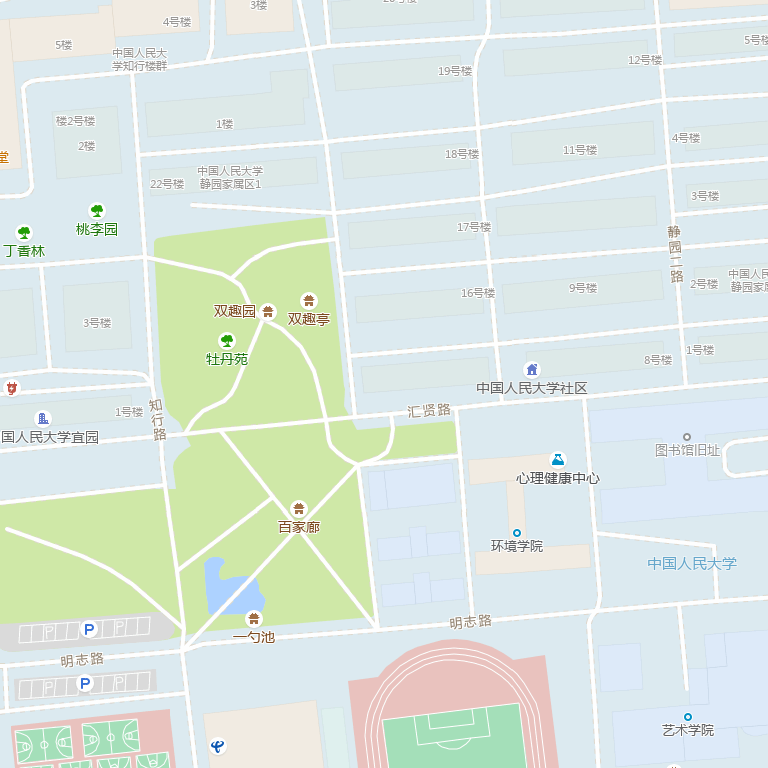 20号楼
3号楼
4号楼
5楼
中国人民大
学知行楼群
5号楼
12号楼
19号楼
楼2号楼
1楼
2楼
4号楼
11号楼
18号楼
堂
中国人民大学
静园家属区1
22号楼
3号楼
桃李园
17号楼
静园二路
丁香林
中国人民
静园家属
2号楼
9号楼
16号楼
双趣园
双趣亭
3号楼
牡丹苑
1号楼
8号楼
中国人民大学社区
知行路
1号楼
汇贤路
国人民大学宜园
图书馆旧址
心理健康中心
百家廊
环境学院
中国人民大学
P
一勺池
明志路
明志路
P
艺术学院